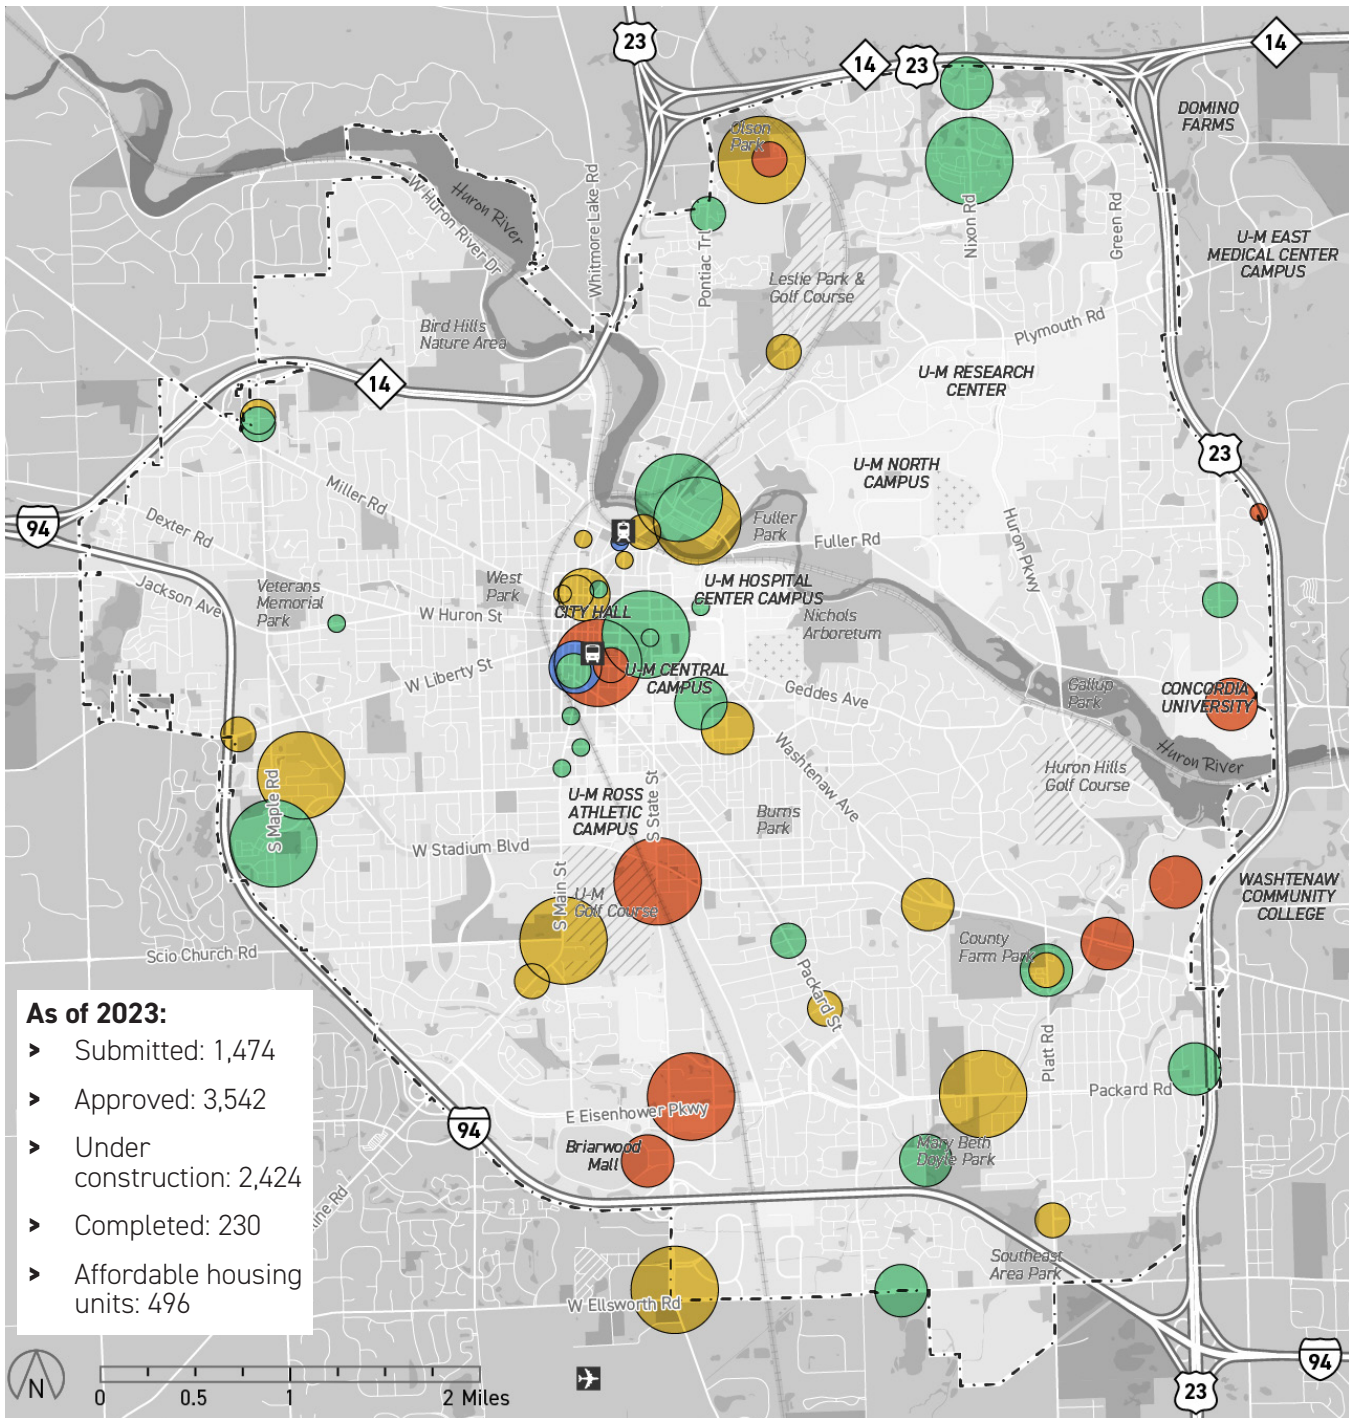 23
14
23
14
DOMINO
FARMS
Olson
Park
W Huron River Dr
Huron River
Whitmore Lake Rd
Pontiac Trl
Nixon Rd
Green Rd
U-M EAST
MEDICAL CENTER
CAMPUS
Leslie Park &
Golf Course
Bird Hills
Nature Area
Plymouth Rd
14
U-M RESEARCH
CENTER
23
U-M NORTH
CAMPUS
Miller Rd
94
Dexter Rd
Fuller
Park
Fuller Rd
Huron Pkwy
Jackson Ave
Veterans
Memorial
Park
West
Park
U-M HOSPITAL
CENTER CAMPUS
W Huron St
CITY HALL
Nichols
Arboretum
W Liberty St
U-M CENTRAL
CAMPUS
Geddes Ave
Gallup
Park
CONCORDIA
UNIVERSITY
Washtenaw Ave
Huron River
Huron Hills
Golf Course
S Maple Rd
U-M ROSS
ATHLETIC
CAMPUS
S State St
Burns
Park
W Stadium Blvd
S Main St
U-M
Golf Course
WASHTENAW
COMMUNITY
COLLEGE
Scio Church Rd
County
Farm Park
Packard St
As of 2023:
> Submitted: 1,474
> Approved: 3,542
> Under
construction: 2,424
> Completed: 230
> Affordable housing
units: 496
Platt Rd
Packard Rd
E Eisenhower Pkwy
94
Briarwood
Mall
Mary Beth
Doyle Park
Southeast
Area Park
W Ellsworth Rd
94
23
N
0 0.5 1 2 Miles